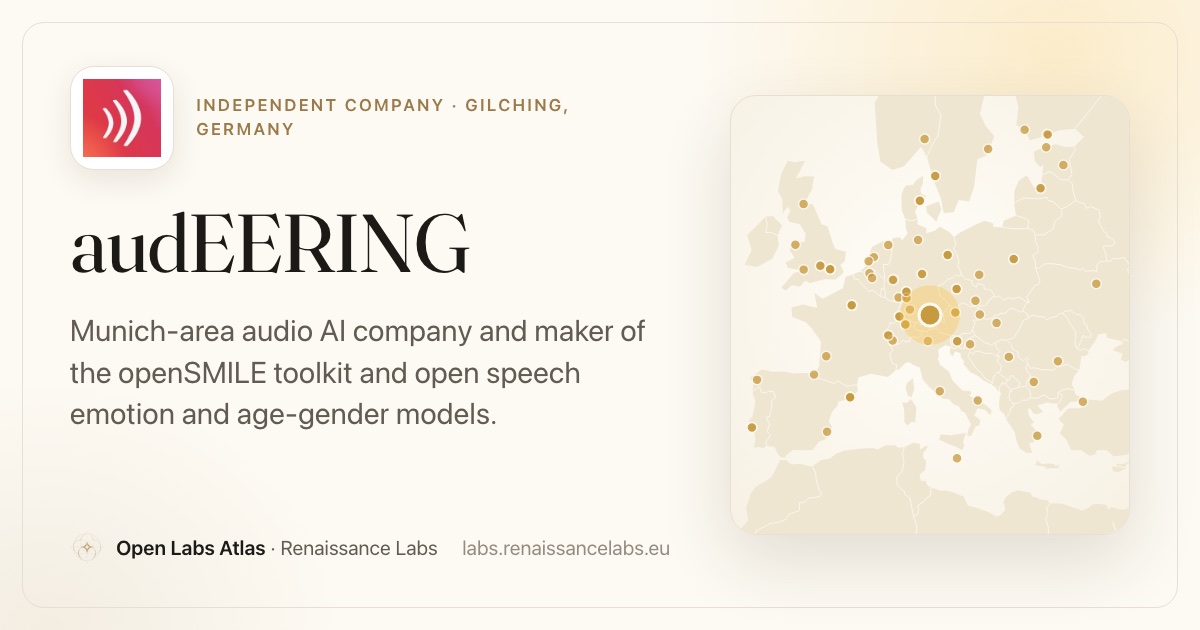 INDEPENDENT COMPANY · GILCHING,
GERMANY
audEERING
Munich-area audio AI company and maker of
the openSMILE toolkit and open speech
emotion and age-gender models.
Open Labs Atlas · Renaissance Labs labs.renaissancelabs.eu